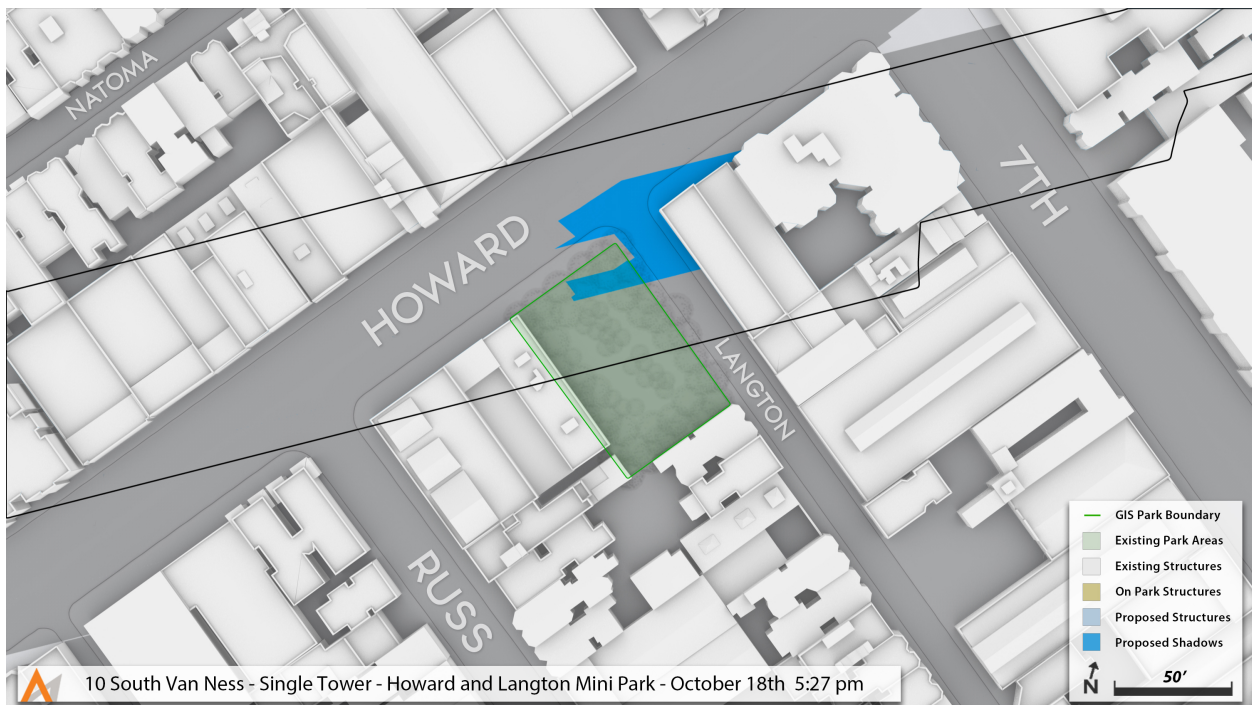 NATOMA
HOWARD
7TH
LANGTON
RUSS
GIS Park Boundary
Existing Park Areas
Existing Structures
On Park Structures
Proposed Structures
Proposed Shadows
N
50’
10 South Van Ness - Single Tower - Howard and Langton Mini Park - October 18th 5:27 pm